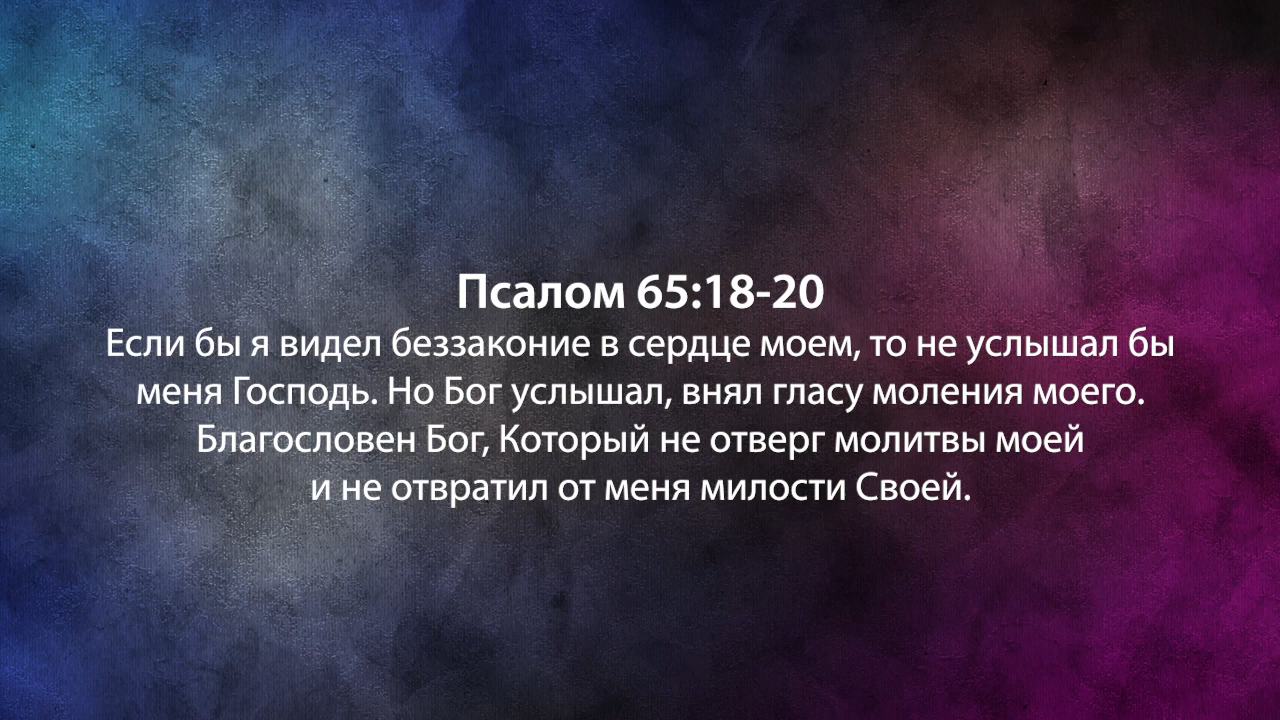 Псалом 65:18-20
Если бы я видел беззаконие в сердце моем, то не услышал бы
меня Господь. Но Бог услышал, внял гласу моления моего.
Благословен Бог, Который не отверг молитвы моей
и не отвратил от меня милости Своей.